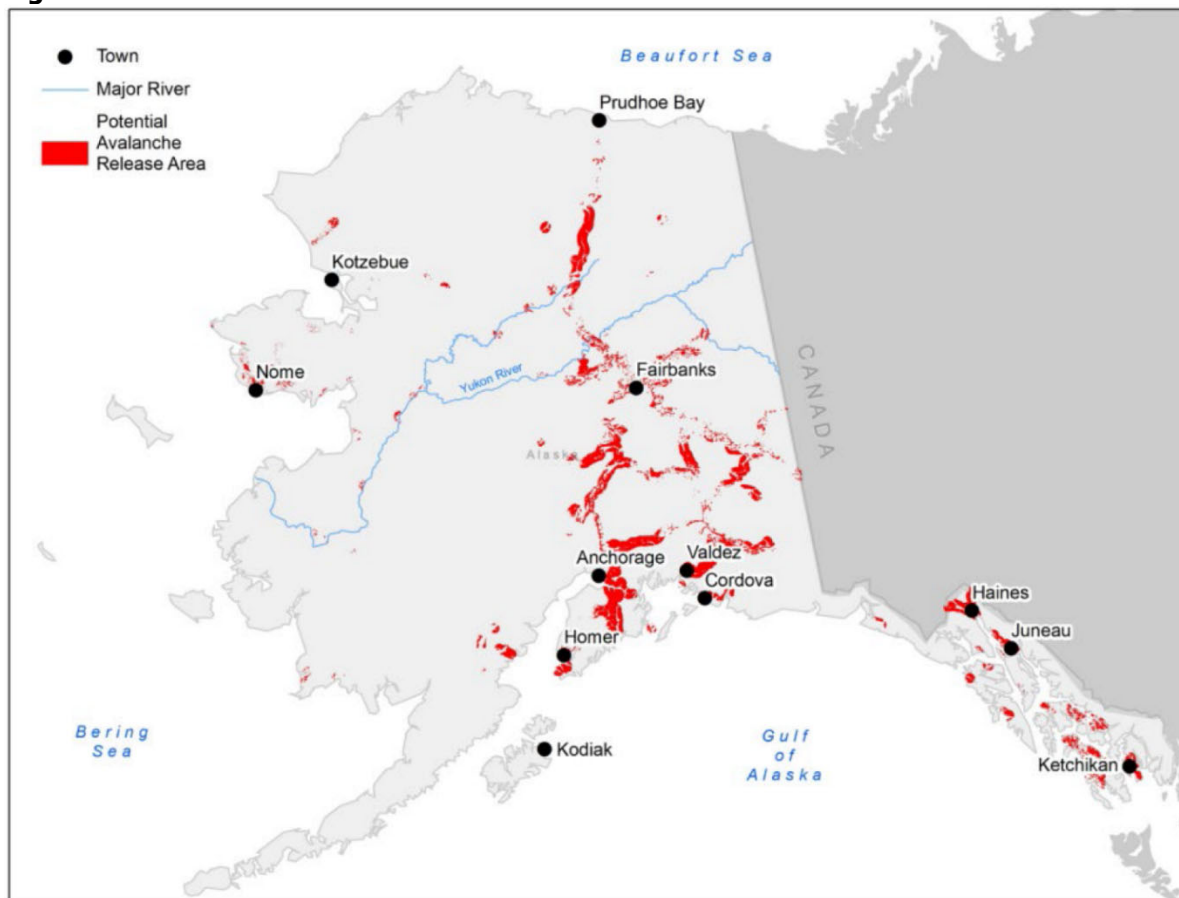 Town
Major River
Potential
Avalanche
Release Area
Beaufort Sea
Prudhoe Bay
Kotzebue
Nome
Yukon River
Fairbanks
CANADA
Alaska
Anchorage
Valdez
Cordova
Homer
Haines
Juneau
Bering
Sea
Kodiak
Gulf
of
Alaska
Ketchikan